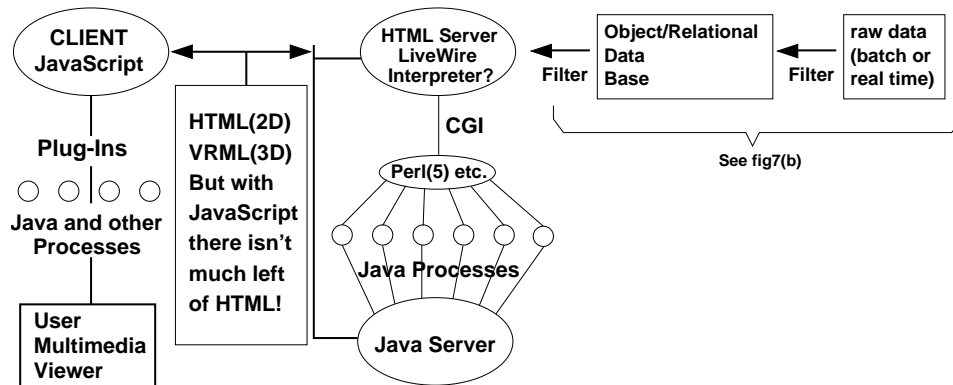 CLIENT
JavaScript
Plug-Ins
Java and other
Processes
User
Multimedia
Viewer
HTML(2D)
VRML(3D)
But with
JavaScript
there isn't
much left
of HTML!
HTML Server
LiveWire
Interpreter?
CGI
Perl(5) etc.
Java Processes
Java Server
Filter
Object/Relational
Data
Base
Filter
raw data
(batch or
real time)
See fig7(b)